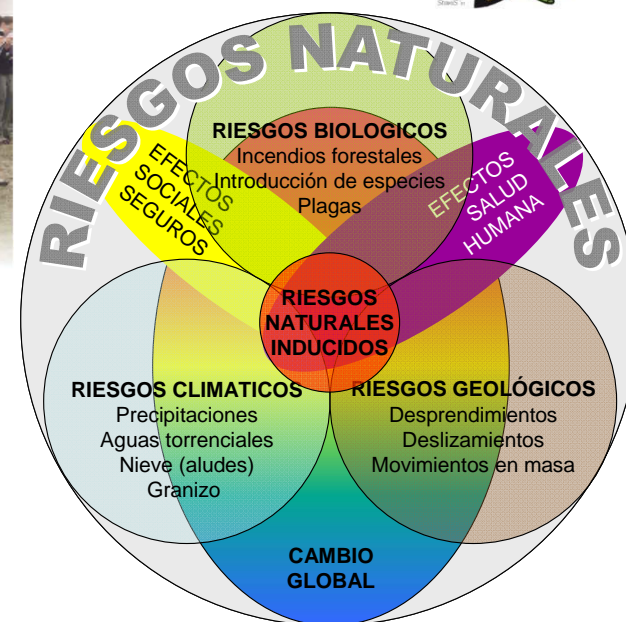 RIESGOS NATURALES
RIESGOS BIOLOGICOS
Incendios forestales
Introducción de especies
Plagas
EFECTOS
SOCIALES
SEGUROS
EFECTOS
SALUD
HUMANA
RIESGOS
NATURALES
INDUCIDOS
RIESGOS CLIMATICOS
Precipitaciones
Aguas torrenciales
Nieve (aludes)
Granizo
RIESGOS GEOLÓGICOS
Desprendimientos
Deslizamientos
Movimientos en masa
CAMBIO
GLOBAL